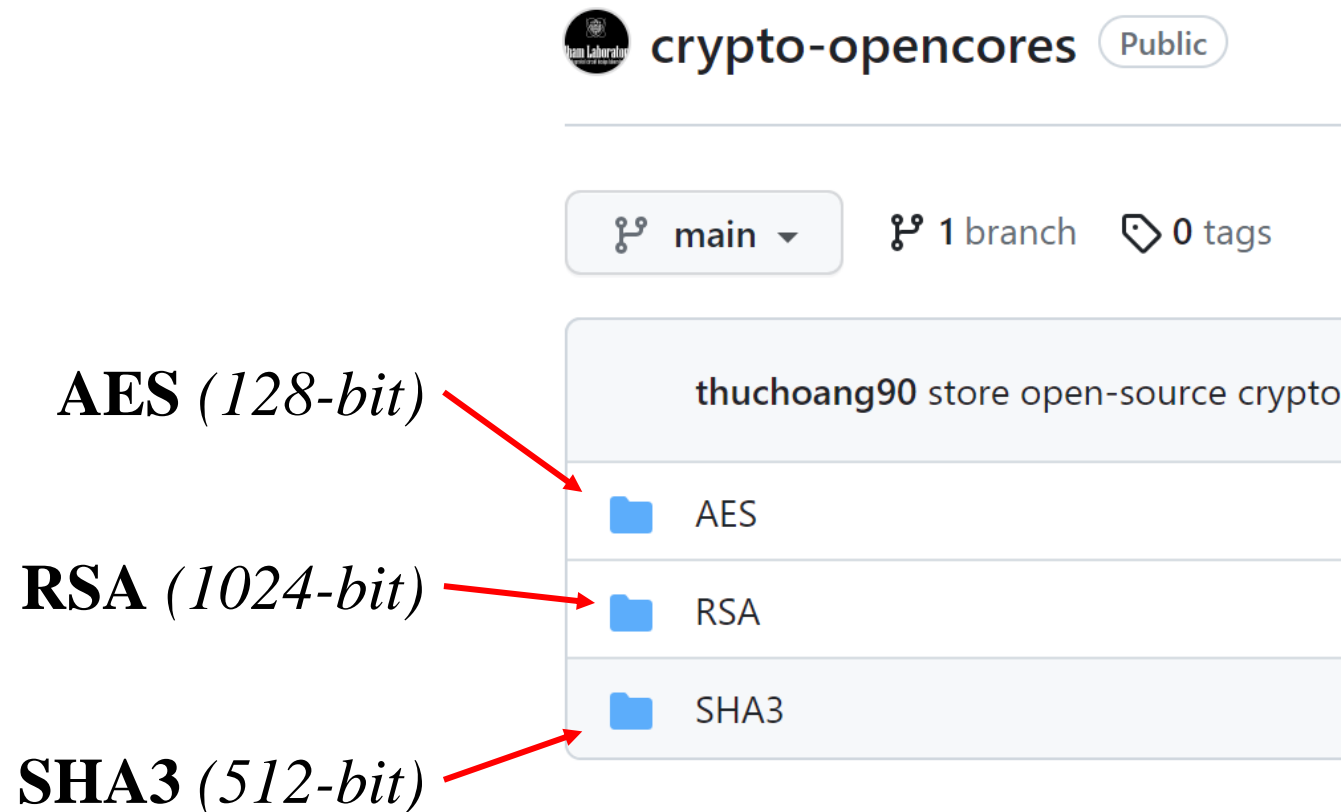 crypto-opencores Public
main 1 branch 0 tags
thuchoang90 store open-source crypto
AES (128-bit)
AES
RSA (1024-bit)
RSA
SHA3
SHA3 (512-bit)